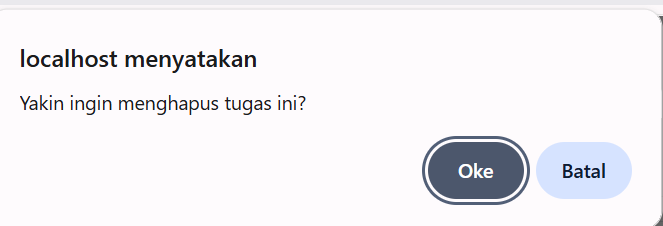 localhost menyatakan
Yakin ingin menghapus tugas ini?
Oke Batal